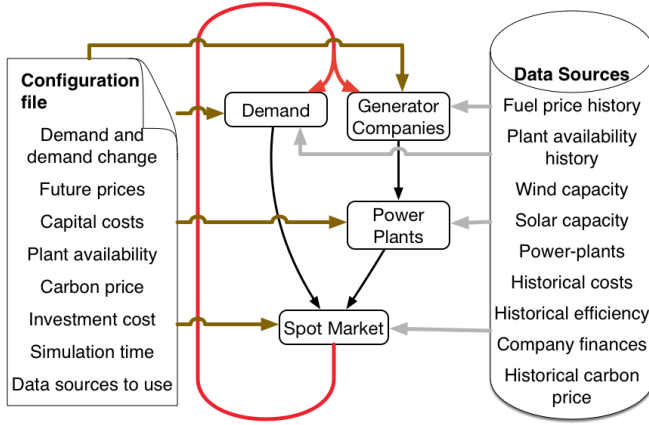 Configuration
file
Demand and
demand change
Future prices
Capital costs
Plant availability
Carbon price
Investment cost
Simulation time
Data sources to use
Demand
Generator
Companies
Power
Plants
Spot Market
Data Sources
Fuel price history
Plant availability
history
Wind capacity
Solar capacity
Power-plants
Historical costs
Historical efficiency
Company finances
Historical carbon
price